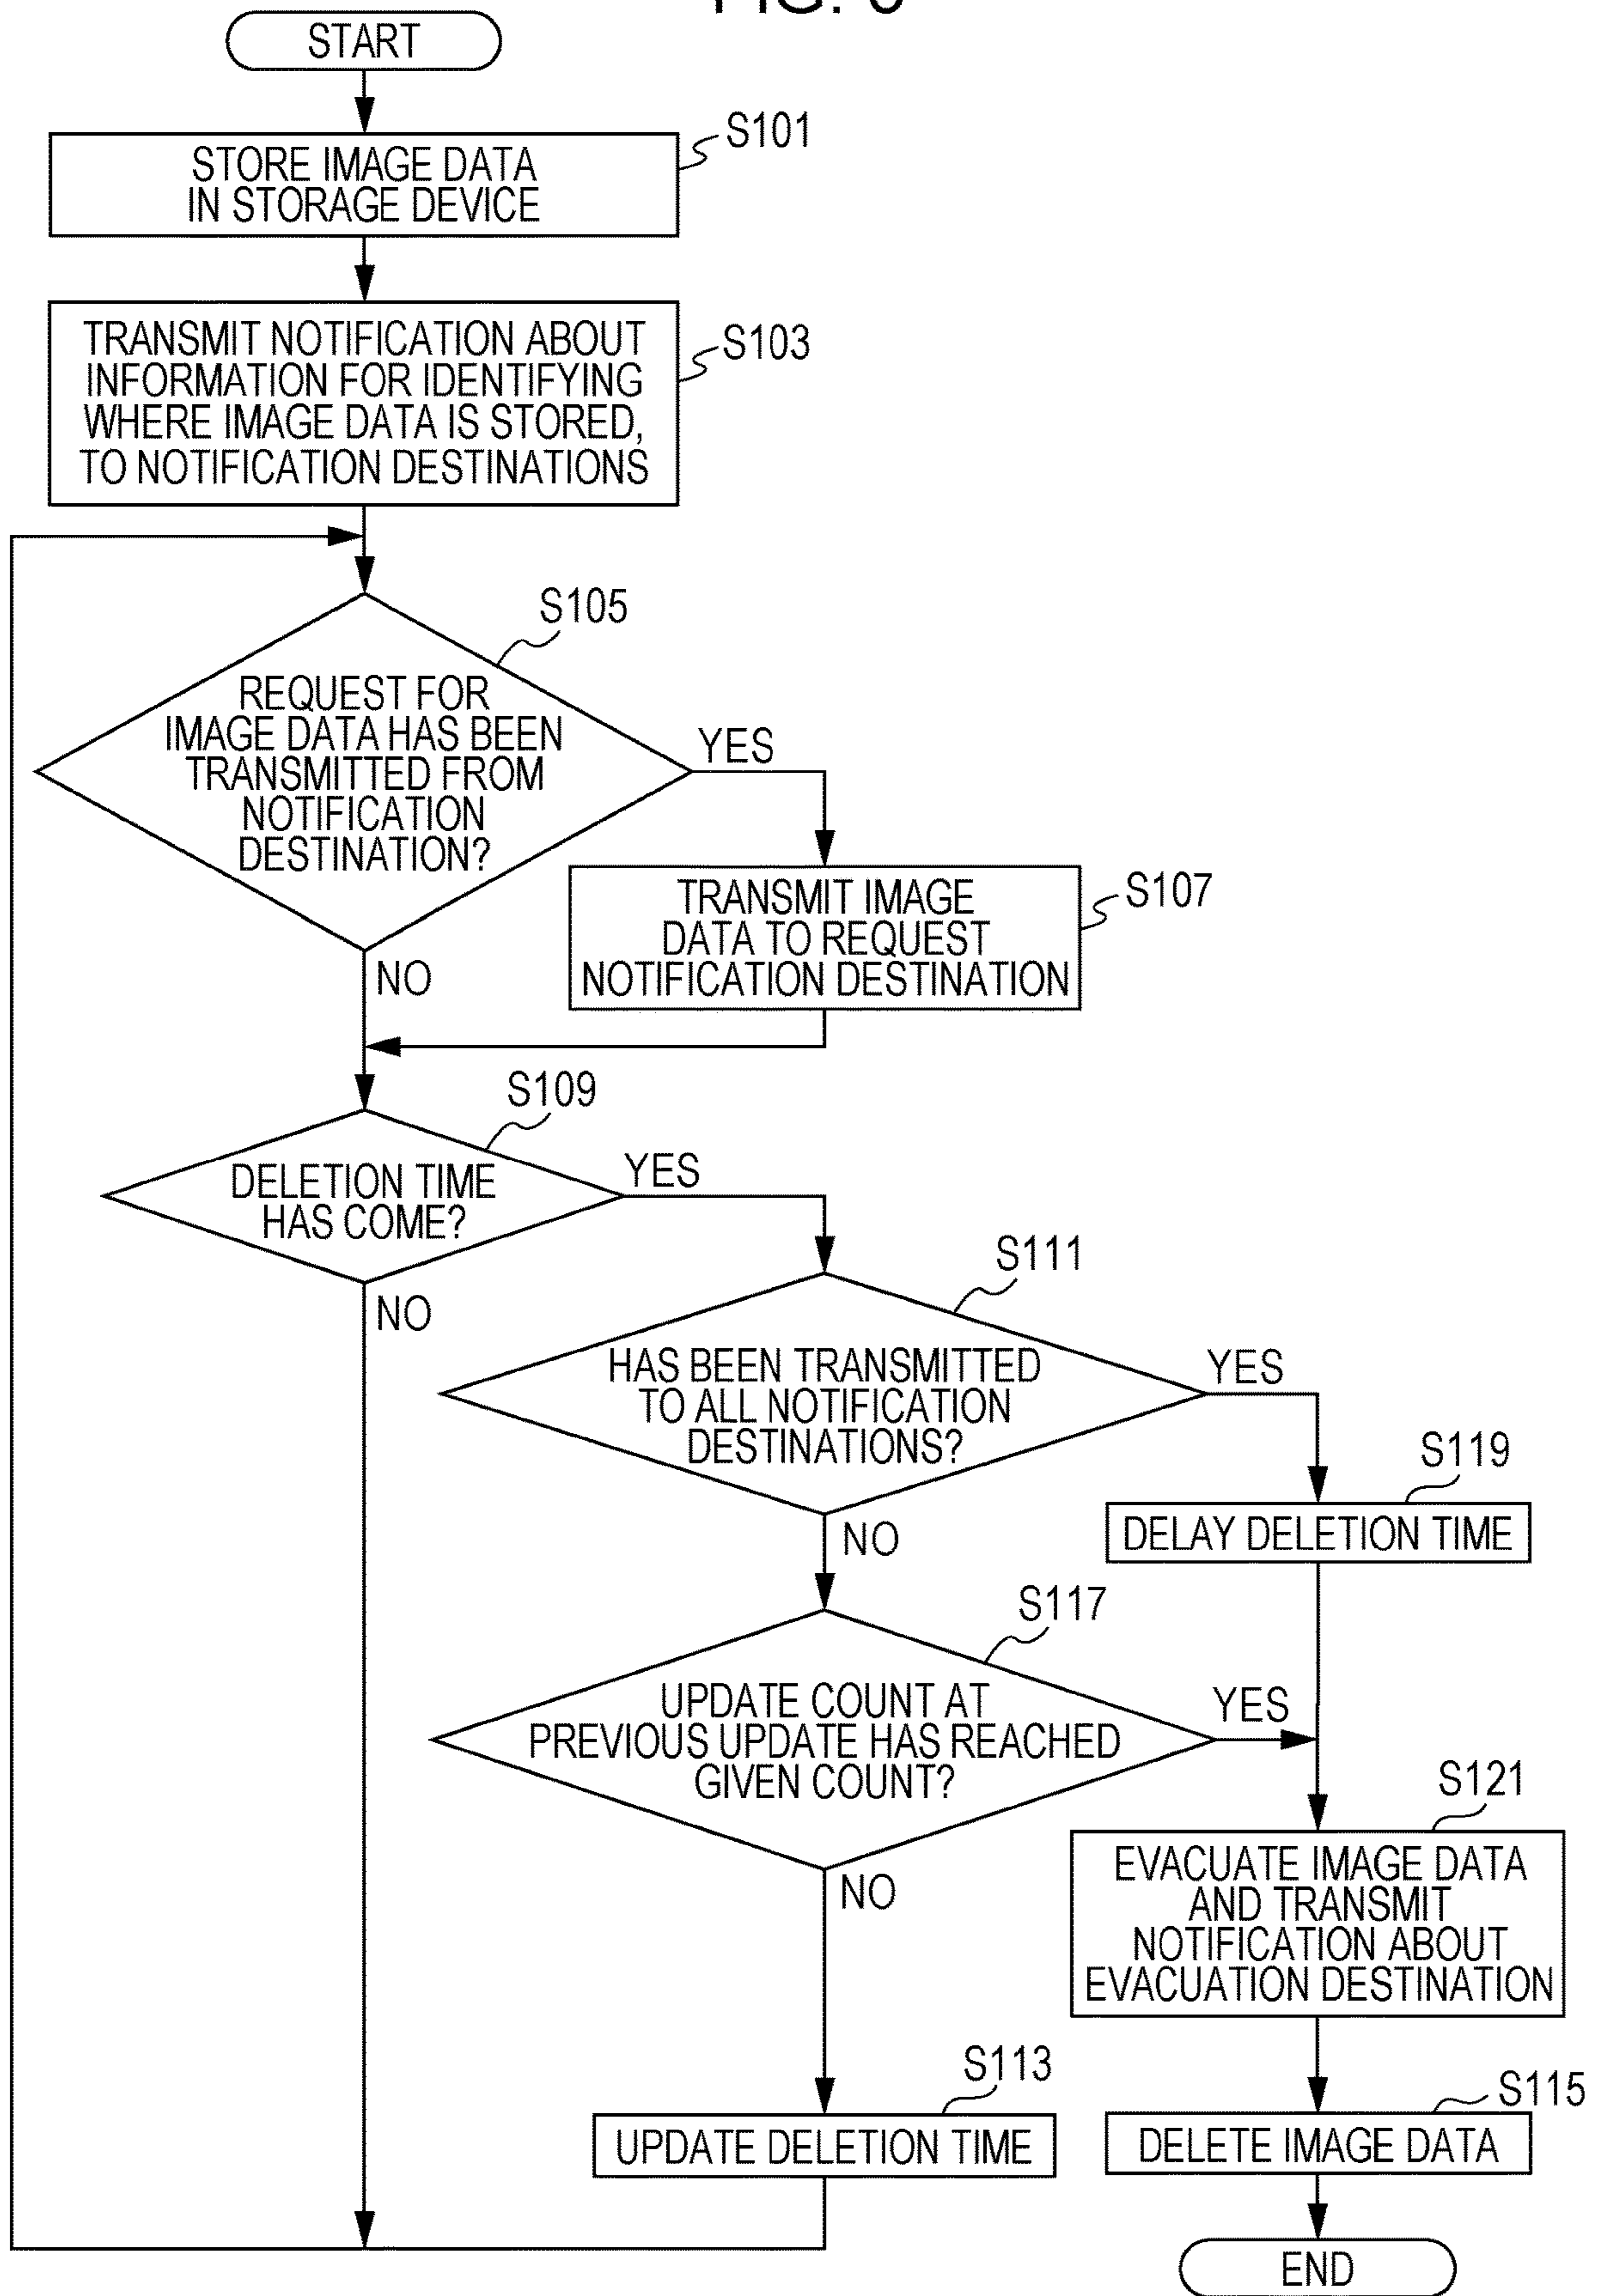 START
S101
STORE IMAGE DATA
IN STORAGE DEVICE
S103
TRANSMIT NOTIFICATION ABOUT
INFORMATION FOR IDENTIFYING
WHERE IMAGE DATA IS STORED,
TO NOTIFICATION DESTINATIONS
S105
REQUEST FOR
IMAGE DATA HAS BEEN
TRANSMITTED FROM
NOTIFICATION
DESTINATION?
YES
NO
S107
TRANSMIT IMAGE
DATA TO REQUEST
NOTIFICATION DESTINATION
S109
DELETION TIME
HAS COME?
YES
NO
S111
HAS BEEN TRANSMITTED
TO ALL NOTIFICATION
DESTINATIONS?
YES
NO
S119
DELAY DELETION TIME
S117
UPDATE COUNT AT
PREVIOUS UPDATE HAS REACHED
GIVEN COUNT?
YES
NO
S121
EVACUATE IMAGE DATA
AND TRANSMIT
NOTIFICATION ABOUT
EVACUATION DESTINATION
S113
UPDATE DELETION TIME
S115
DELETE IMAGE DATA
END